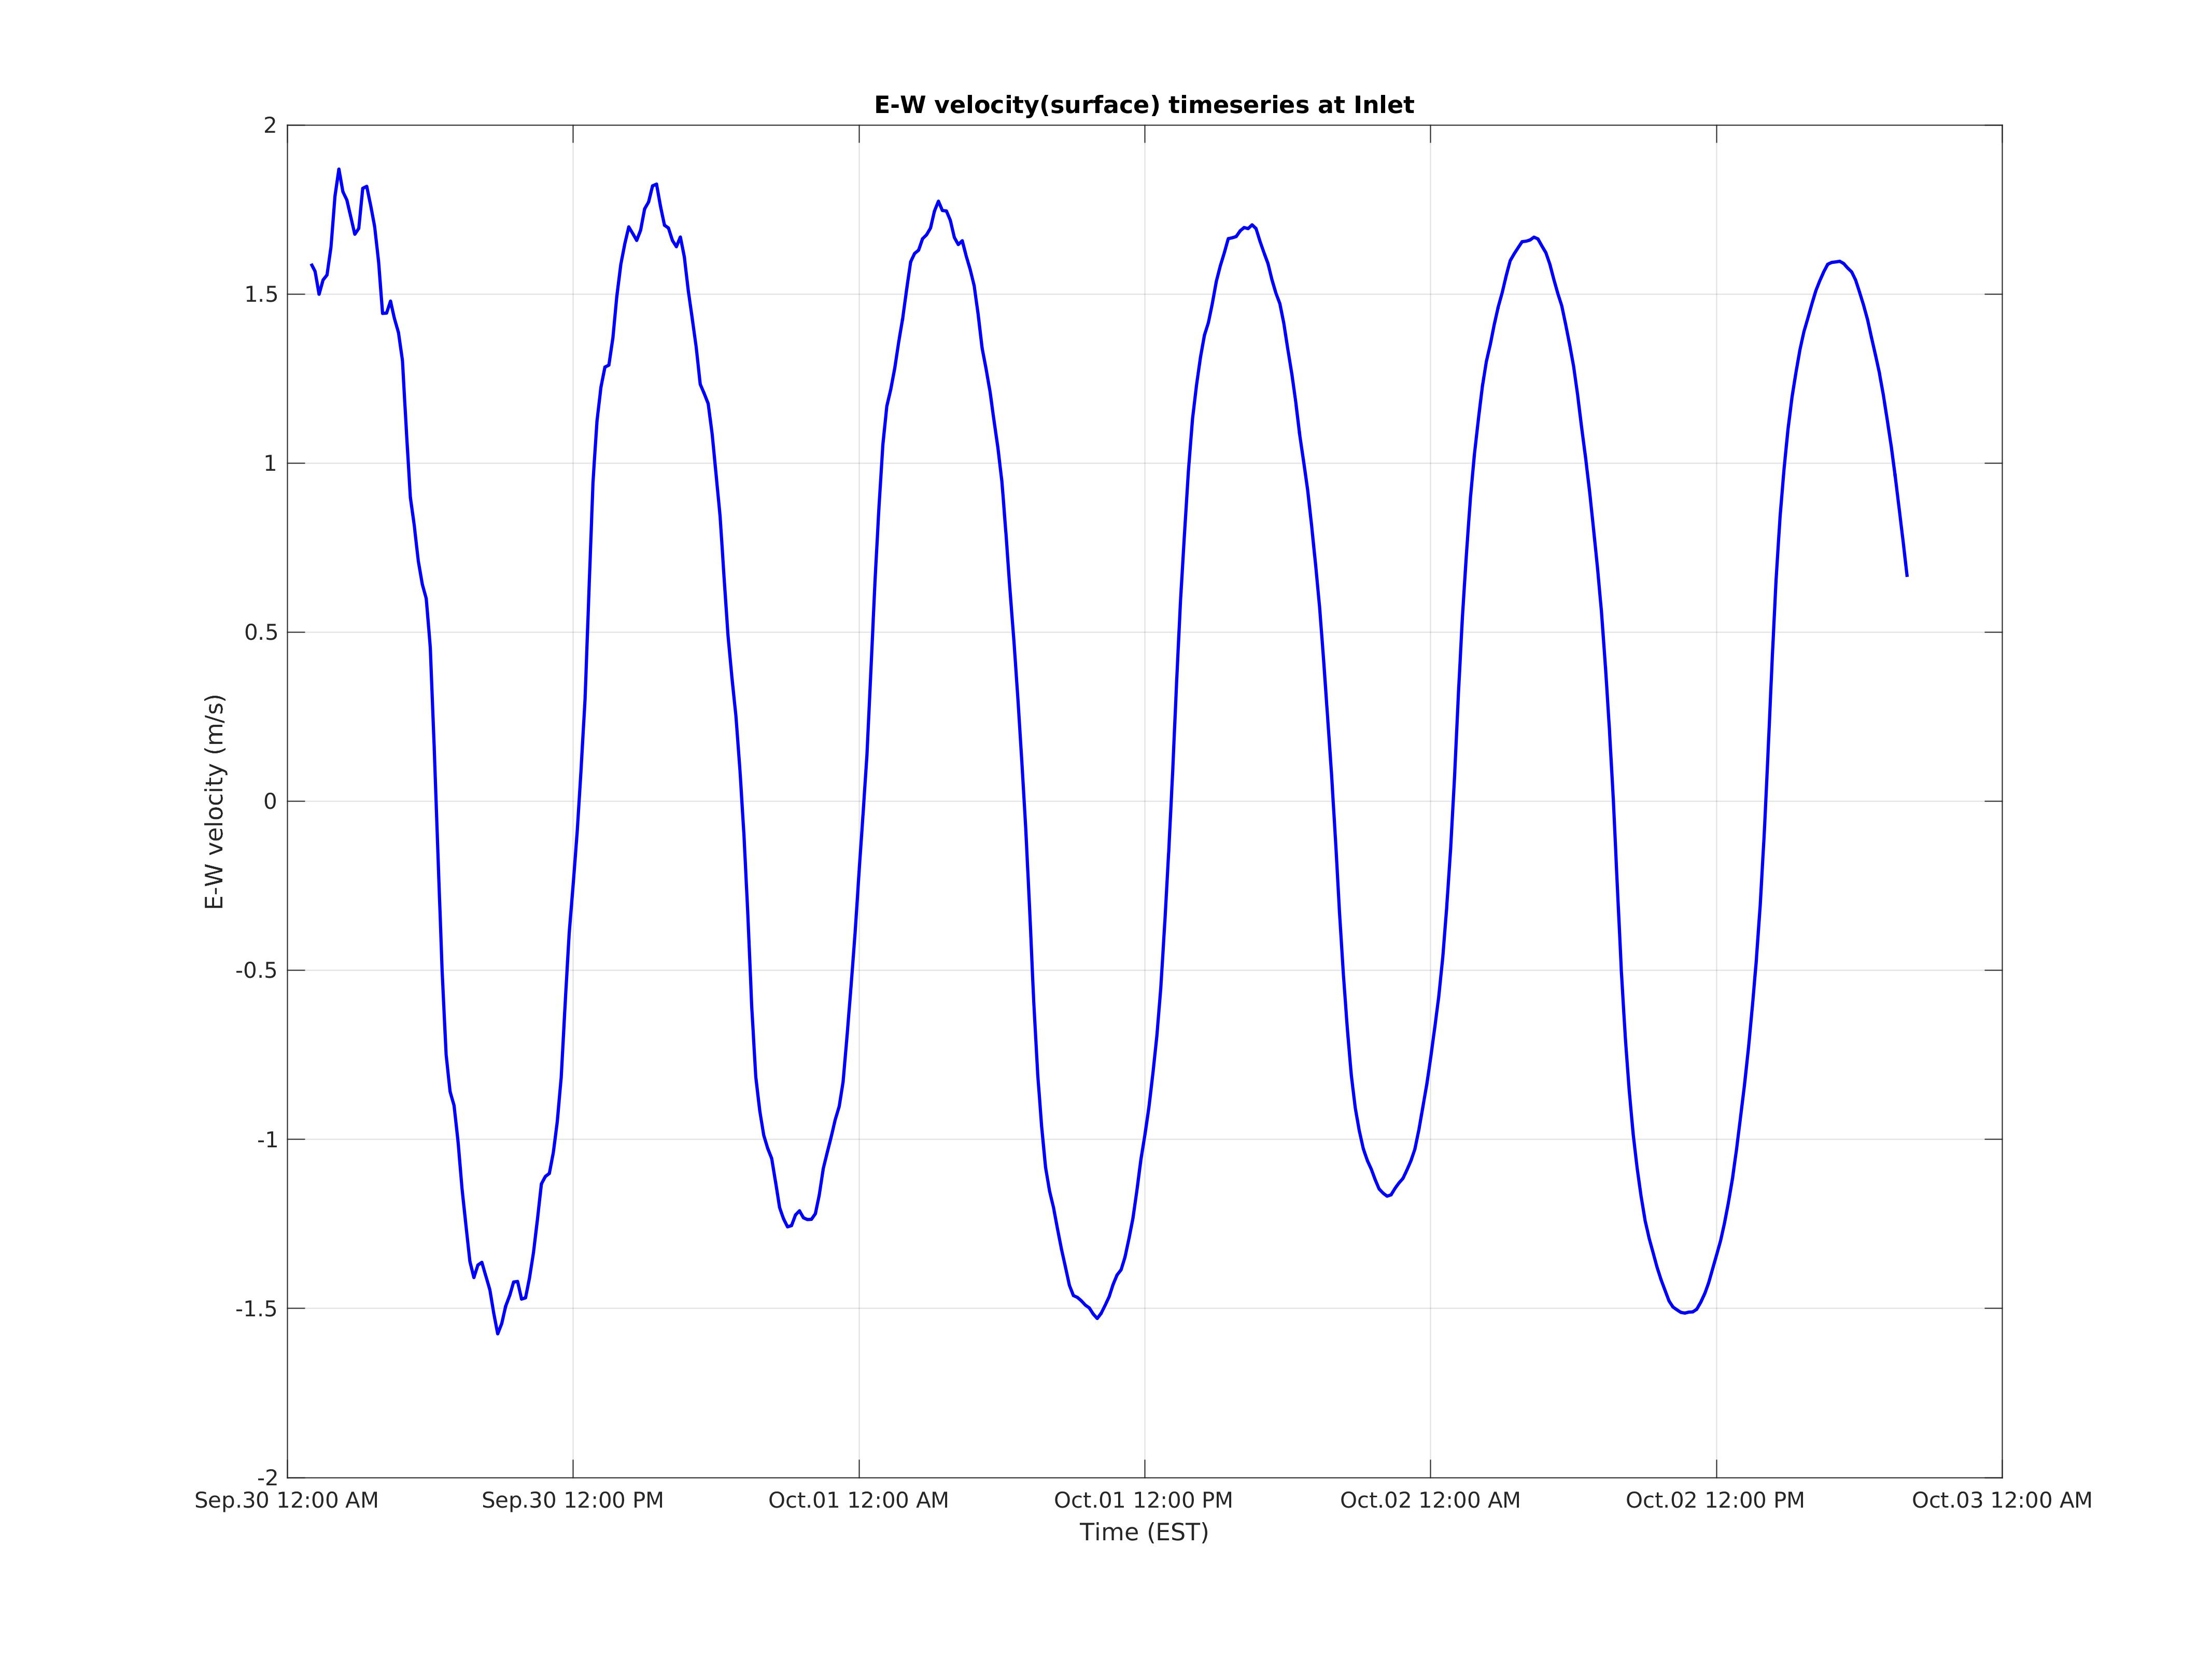 E-W velocity(surface) timeseries at Inlet
2
1.5
1
0.5
0
-0.5
-1
-1.5
-2
E-W velocity (m/s)
Sep.30 12:00 AM
Sep.30 12:00 PM
Oct.01 12:00 AM
Oct.01 12:00 PM
Oct.02 12:00 AM
Oct.02 12:00 PM
Oct.03 12:00 AM
Time (EST)